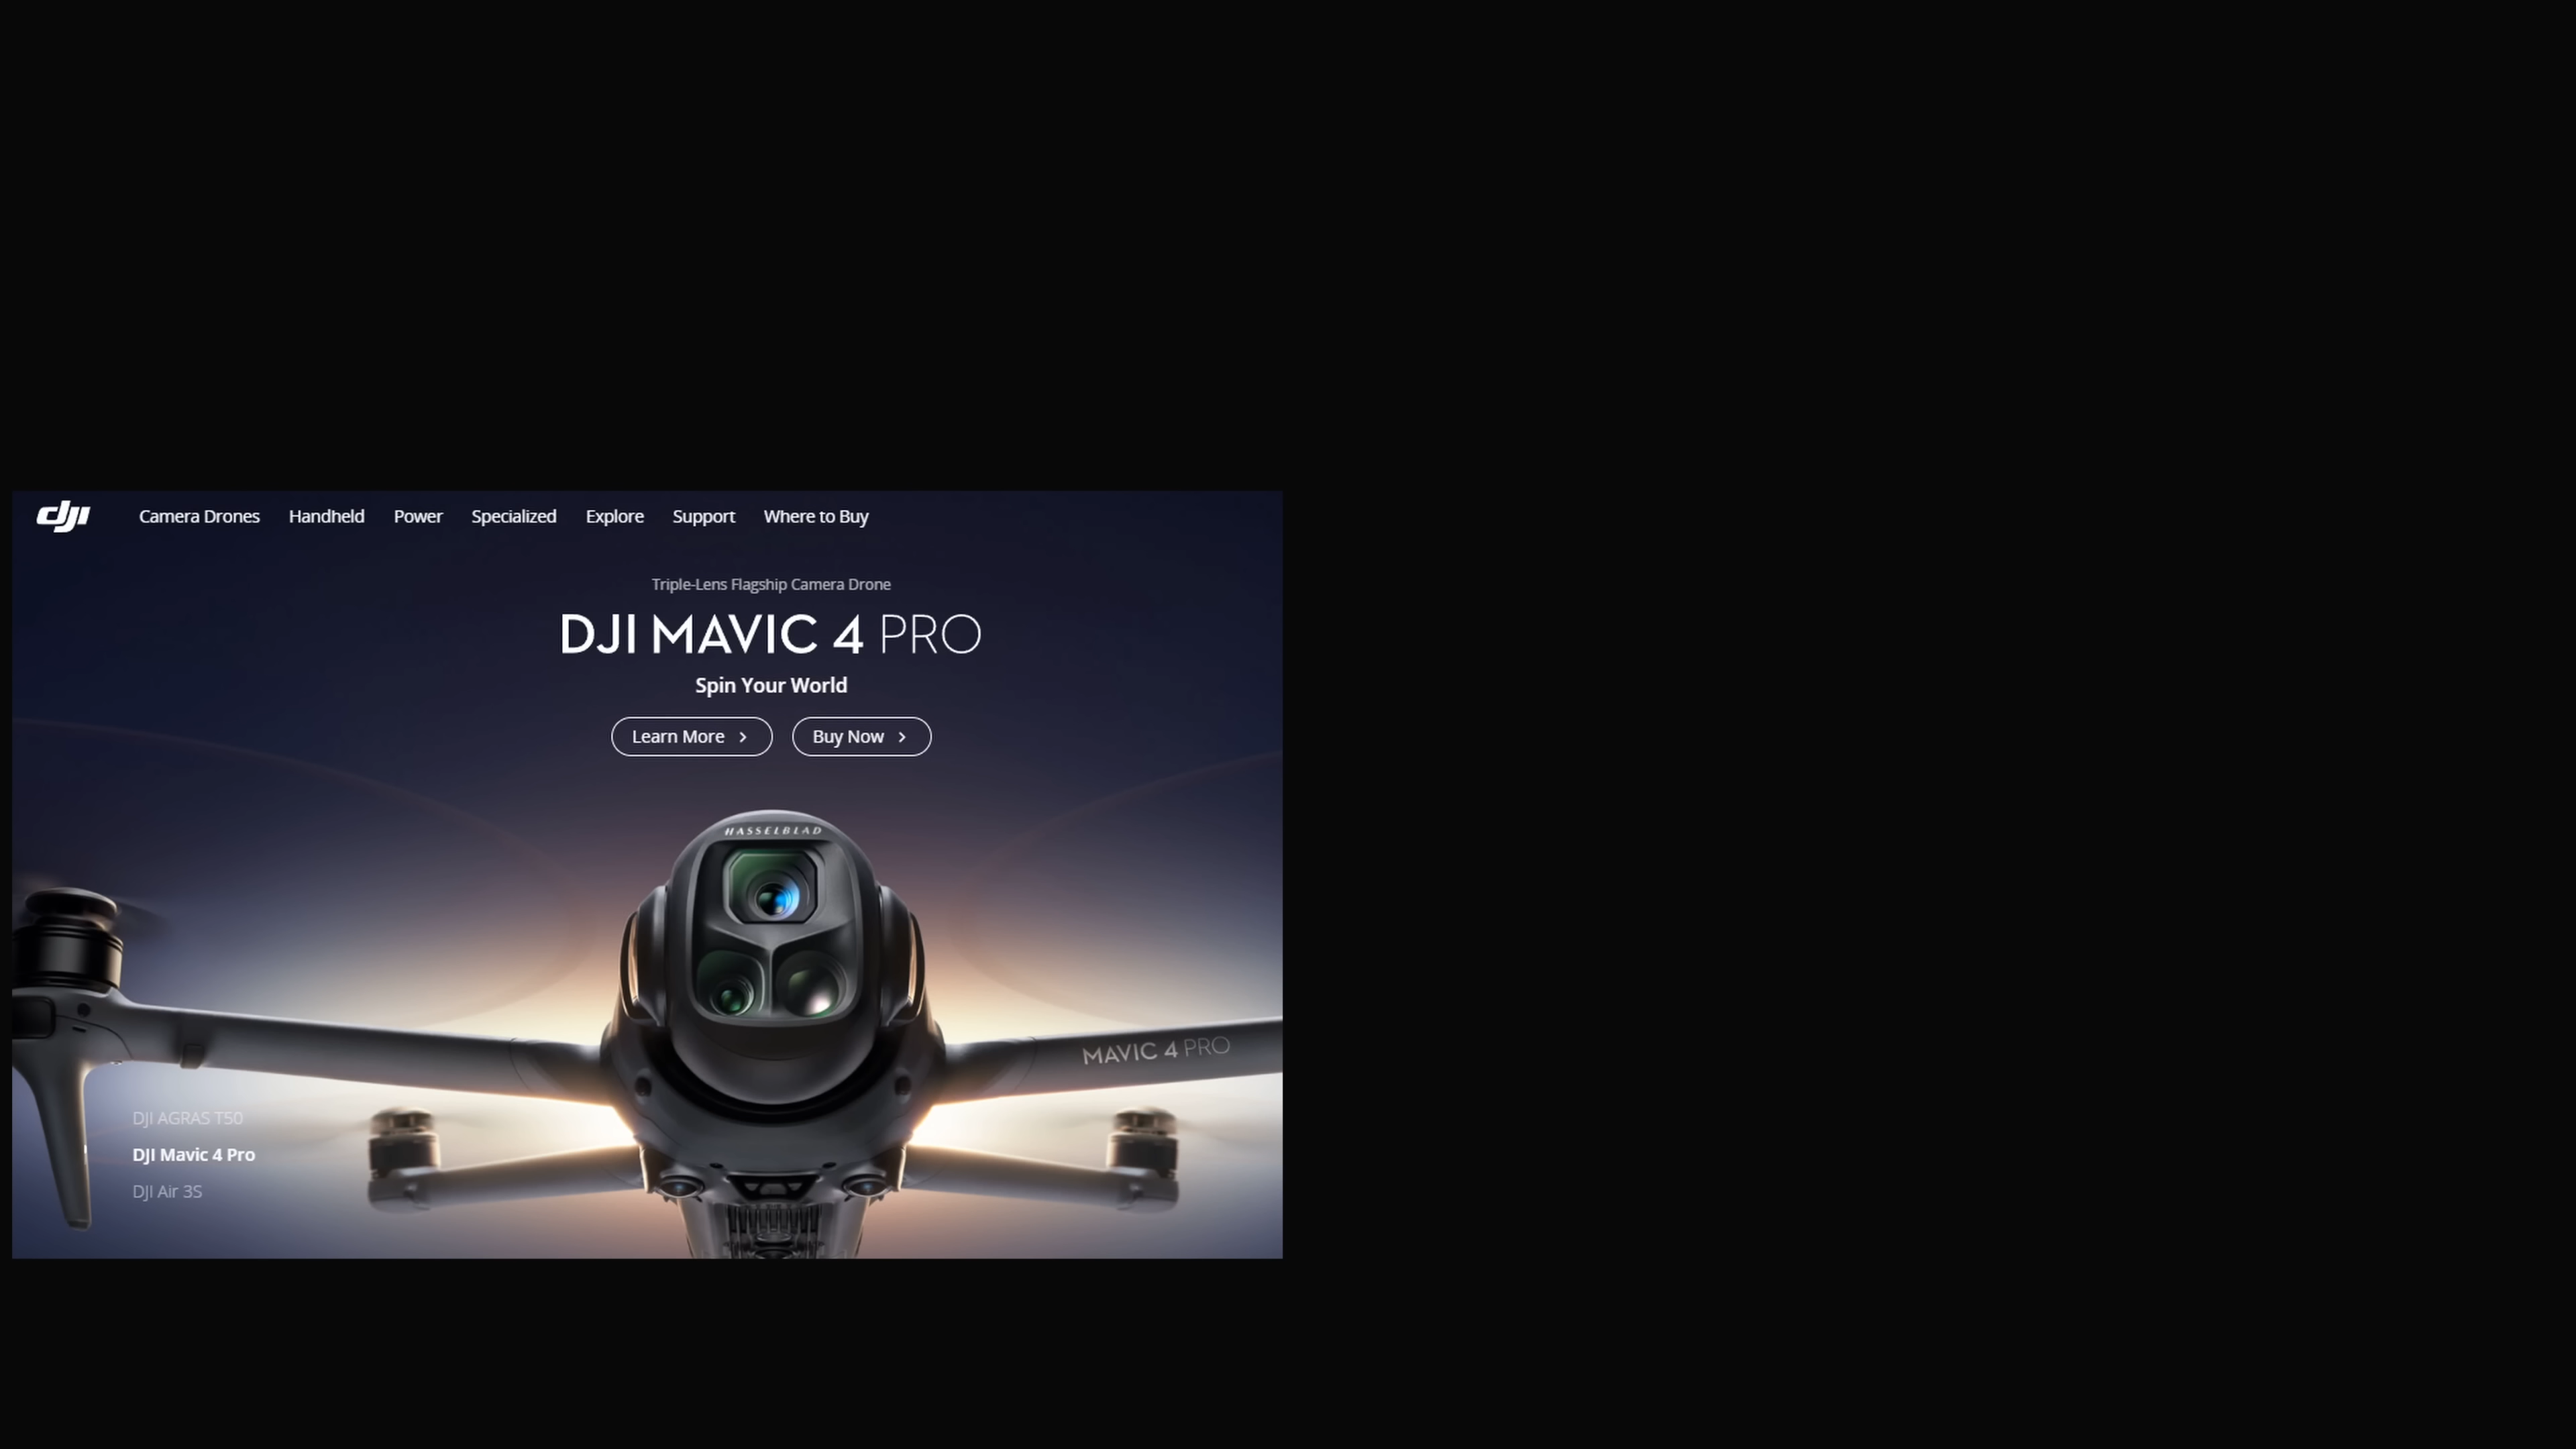 dji
Camera Drones Handheld Power Specialized Explore Support Where to Buy
Triple-Lens Flagship Camera Drone
DJI MAVIC 4 PRO
Spin Your World
Learn More > Buy Now >
HASSELBLAD
MAVIC 4 PRO
DJI AGRAS T50
DJI Mavic 4 Pro
DJI Air 3S